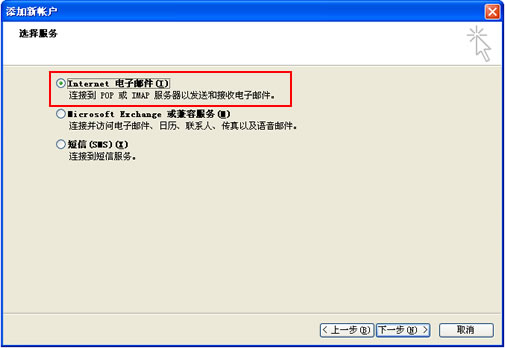 添加新帐户
选择服务
Internet 电子邮件(I)
连接到 POP 或 IMAP 服务器以发送和接收电子邮件。
Microsoft Exchange 或兼容服务(M)
连接并访问电子邮件、日历、联系人、传真以及语音邮件。
短信(SMS)(X)
连接到短信服务。
< 上一步(B) 下一步(N) > 取消